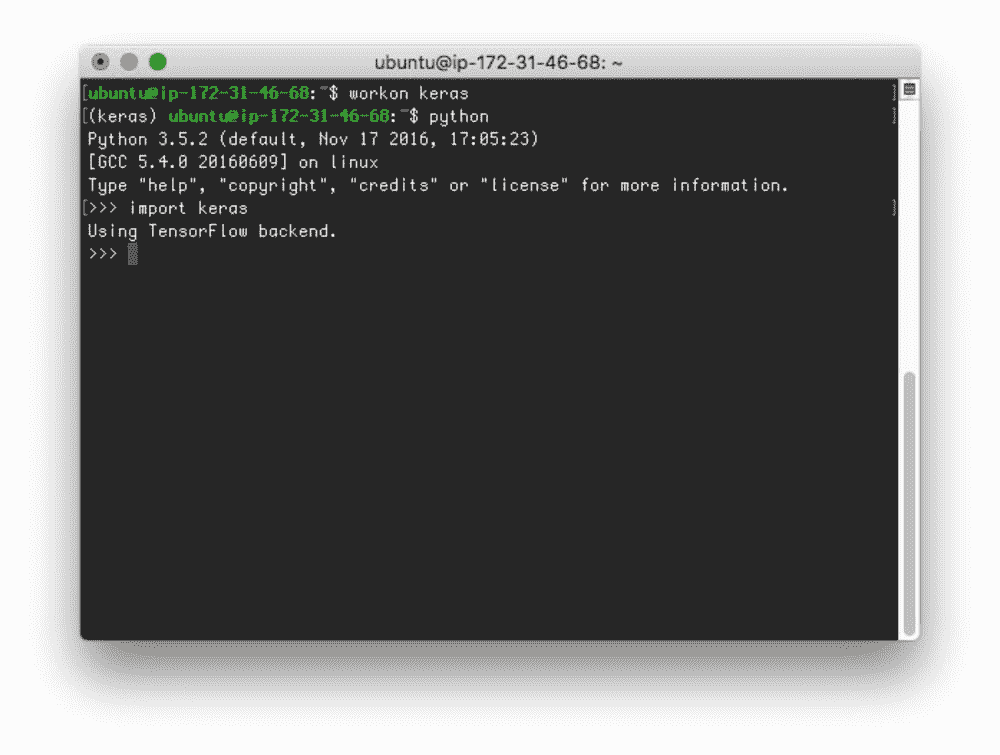 ubuntu@ip-172-31-46-68: ~
[ubuntu@ip-172-31-46-68:~$ workon keras ]
[(keras) ubuntu@ip-172-31-46-68:~$ python ]
Python 3.5.2 (default, Nov 17 2016, 17:05:23)
[GCC 5.4.0 20160609] on linux
Type "help", "copyright", "credits" or "license" for more information.
[>>> import keras ]
Using TensorFlow backend.
>>>